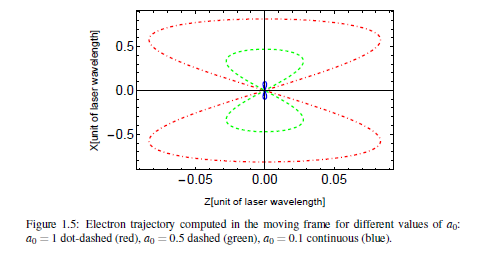 0.5
0.0
−0.5
X[unit of laser wavelength]
−0.05 0.00 0.05
Z[unit of laser wavelength]
Figure 1.5: Electron trajectory computed in the moving frame for different values of a₀:
a₀ = 1 dot-dashed (red), a₀ = 0.5 dashed (green), a₀ = 0.1 continuous (blue).